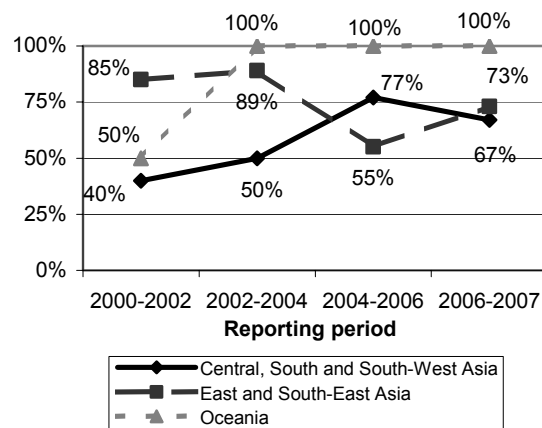 100% 100% 100%
100%
85%
89%
77%
73%
75%
50%
50%
40%
50%
55%
67%
25%
0%
2000-2002 2002-2004 2004-2006 2006-2007
Reporting period
Central, South and South-West Asia
East and South-East Asia
Oceania